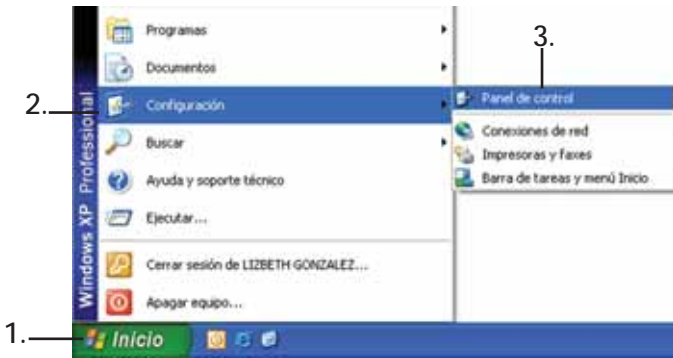 Programas
3.
Documentos
2.
Configuración
Panel de control
Conexiones de red
Buscar
Impresoras y faxes
Ayuda y soporte técnico
Barra de tareas y menú Inicio
Ejecutar...
Cerrar sesión de LIZBETH GONZALEZ...
Apagar equipo...
Windows XP Professional
1.
Inicio